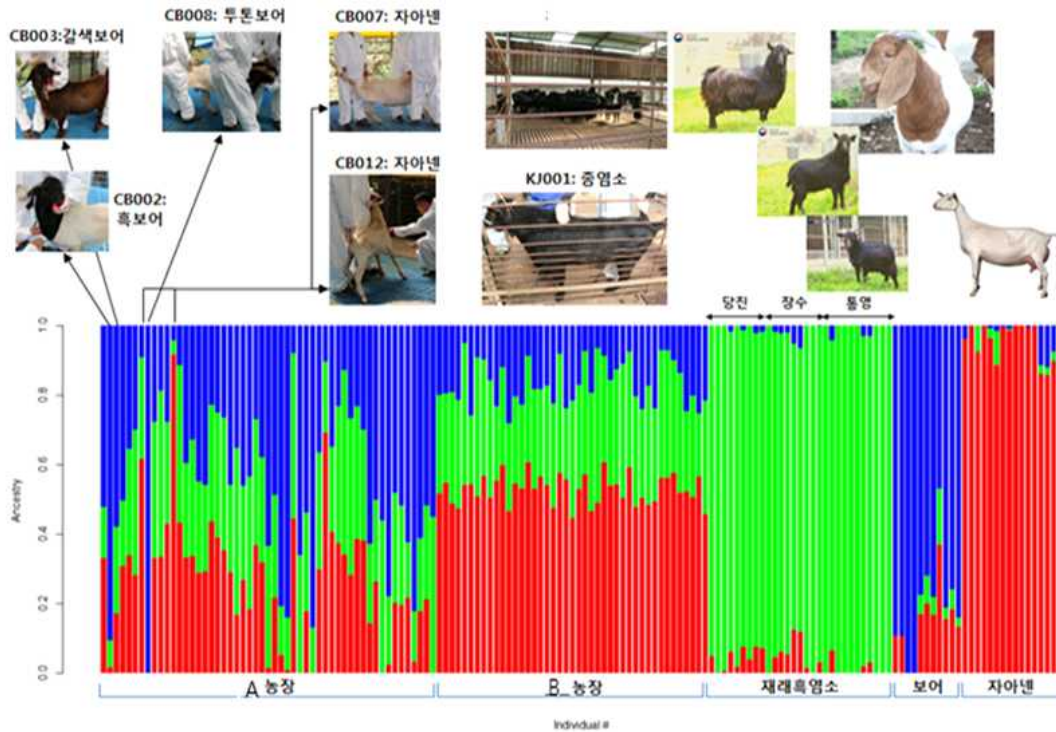 CB003:갈색보어
CB008: 투톤보어
CB007: 자아넨
CB002:
흑보어
CB012: 자아넨
KJ001: 종염소
당진
장수
통영
Ancestry
1.0
0.8
0.6
0.4
0.2
0.0
A 농장
B 농장
재래흑염소
보어
자아넨
Individual #